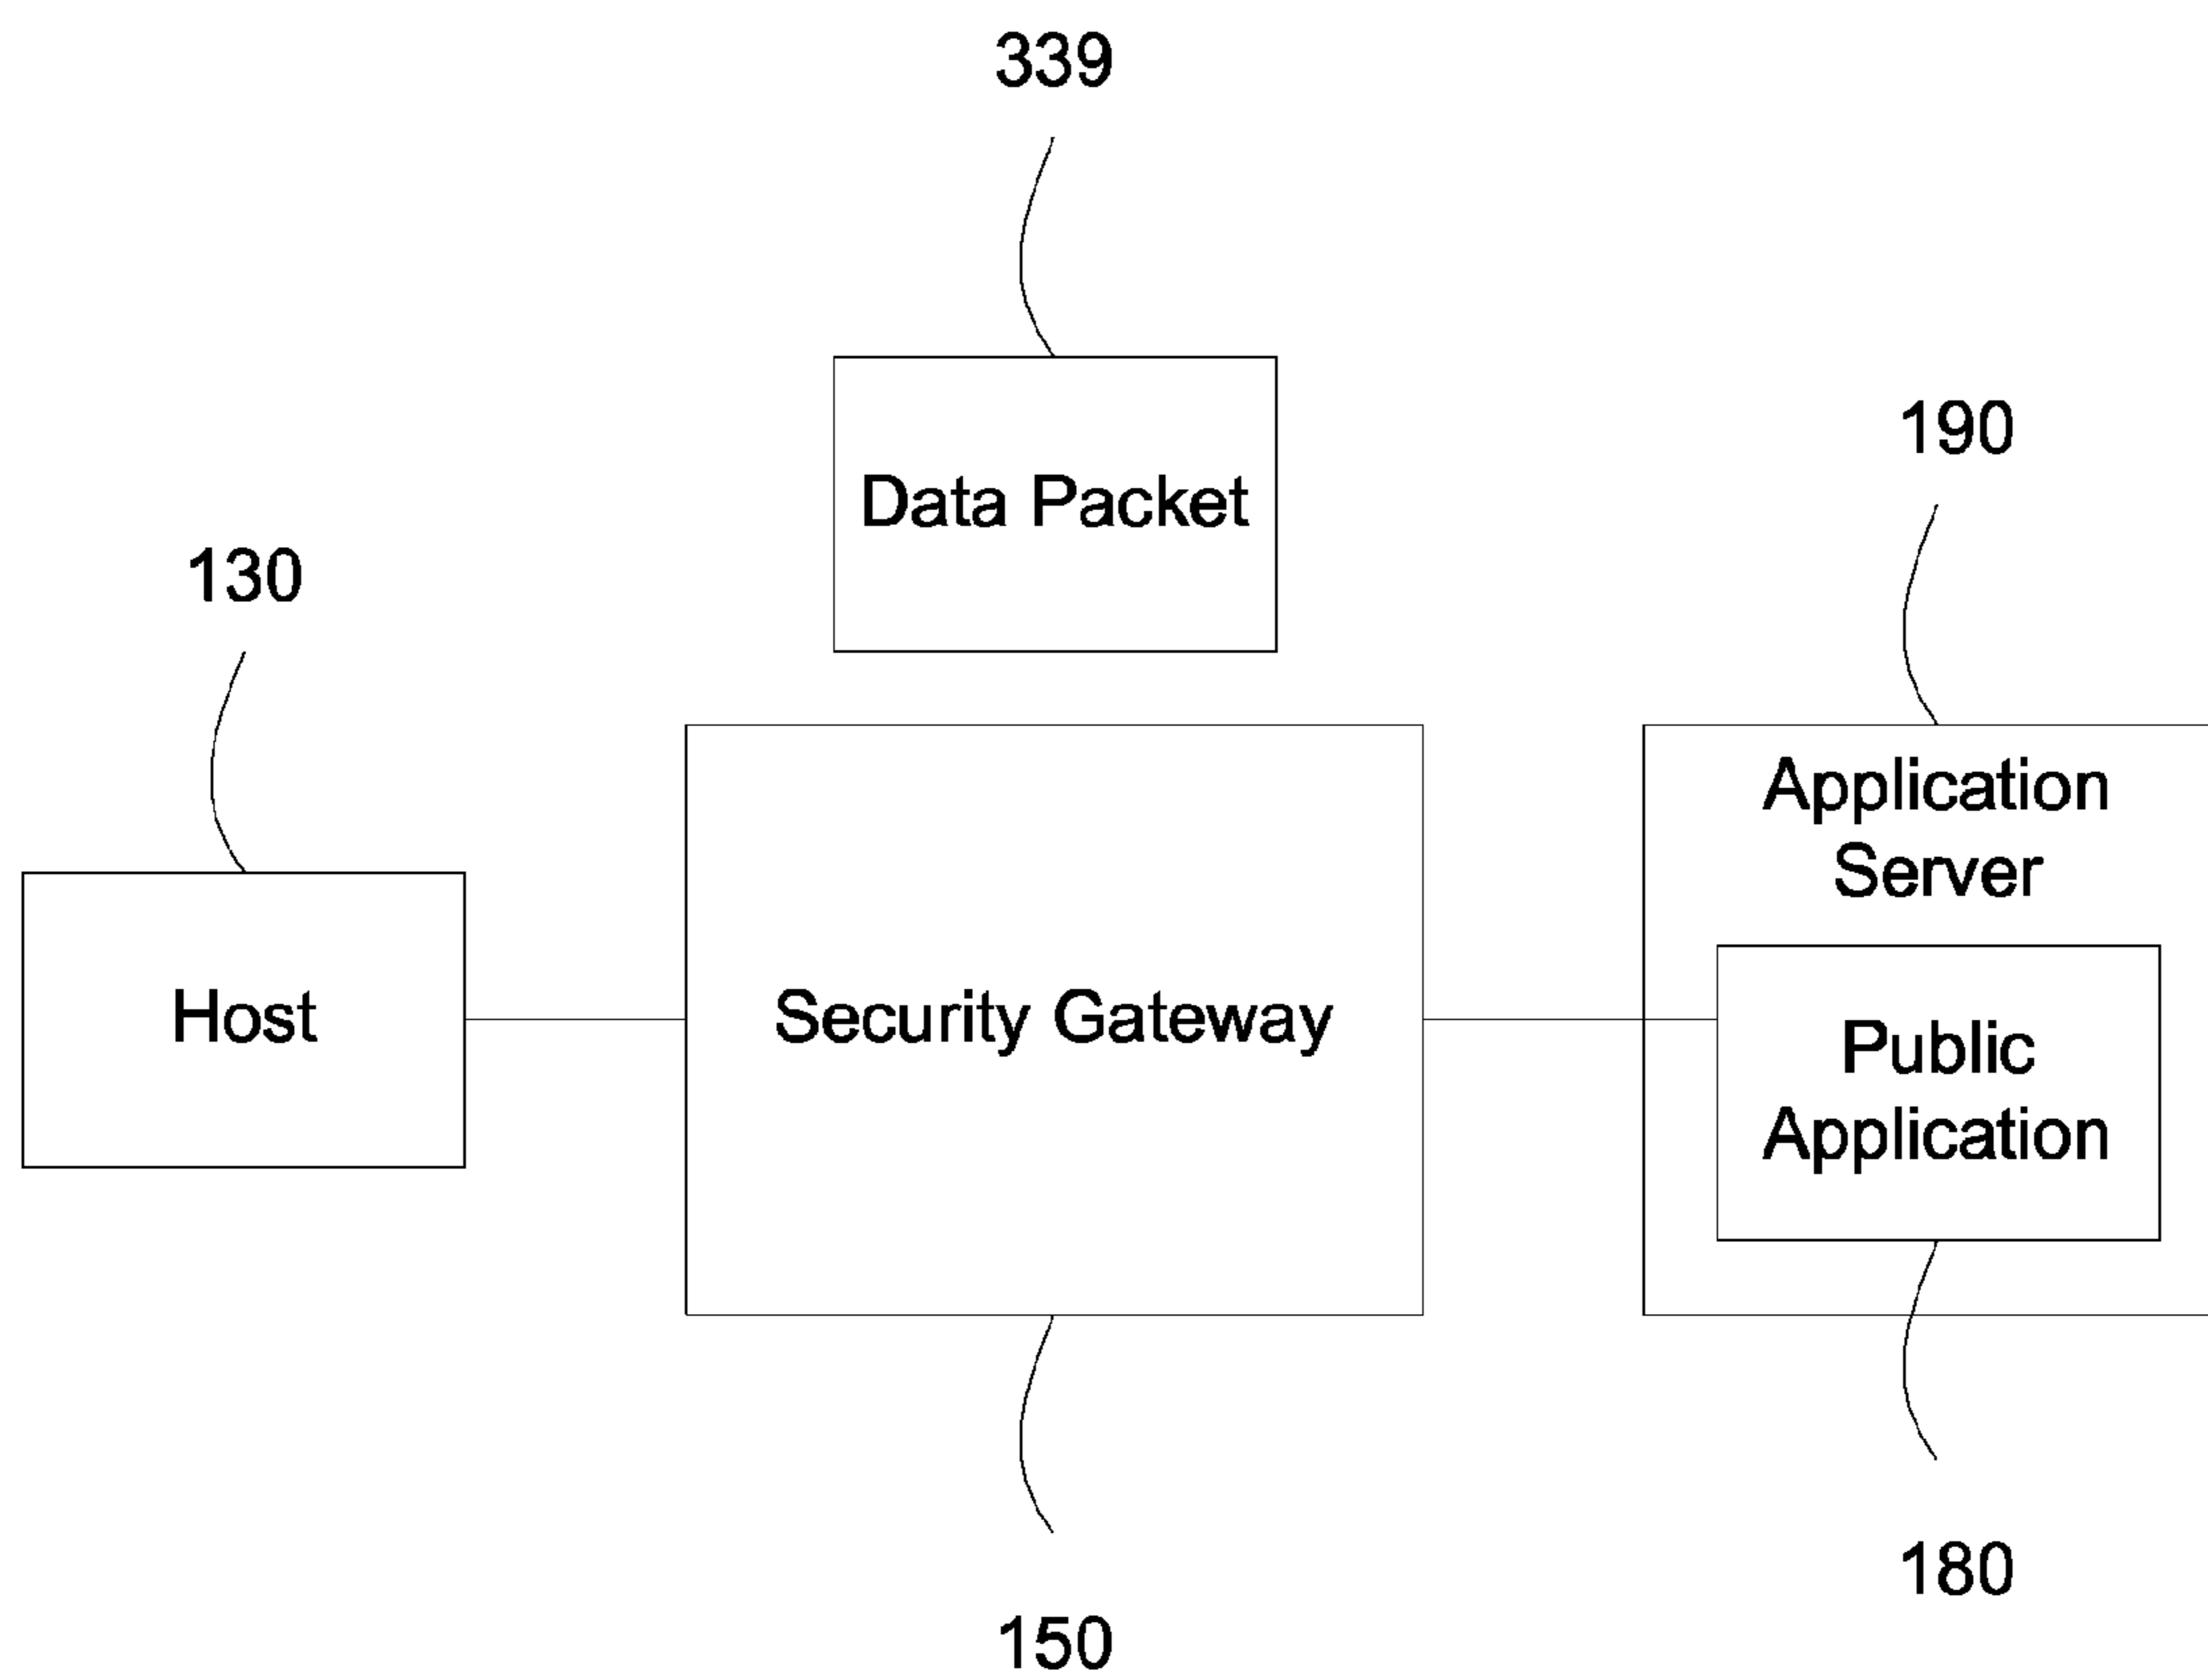 339
Data Packet
190
130
Application
Server
Host
Security Gateway
Public
Application
180
150